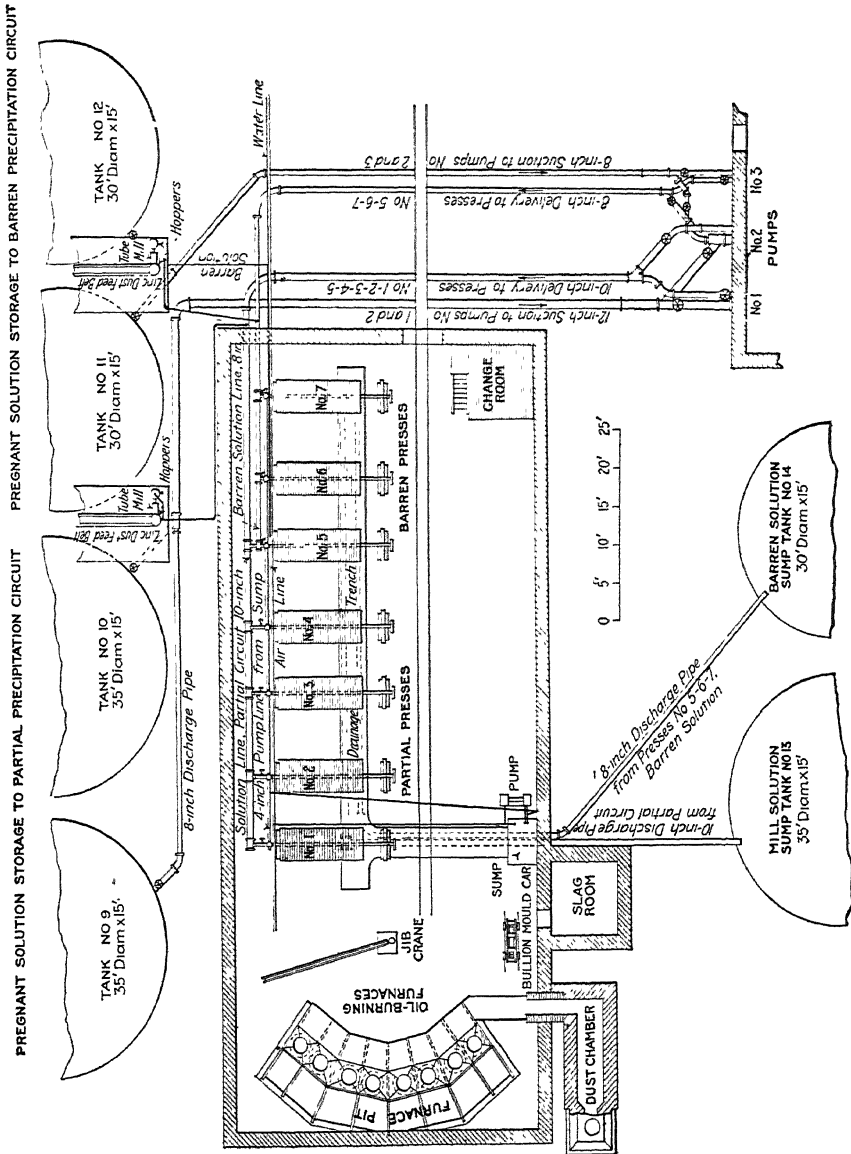 PREGNANT SOLUTION STORAGE TO PARTIAL PRECIPITATION CIRCUIT
PREGNANT SOLUTION STORAGE TO BARREN PRECIPITATION CIRCUIT
TANK NO 9
35' Diam x15'
TANK NO 10
35' Diam x15'
TANK NO 11
30' Diam x15'
TANK NO 12
30' Diam x15'
Tube
Mill
Zinc Dust Feed Belt
Hoppers
Tube
Mill
Zinc Dust Feed Belt
Hoppers
8-inch Discharge Pipe
Barren
Solution
Water Line
Solution Line, Partial Circuit 10-inch
Barren Solution Line, 8 in.
4-inch Pump Line from Sump
Air Line
No. 1
No. 2
No. 3
No. 4
No. 5
No. 6
No. 7
Drainage Trench
PARTIAL PRESSES
BARREN PRESSES
12-inch Suction to Pumps No 1 and 2
10-inch Delivery to Presses No 1-2-3-4-5
8-inch Delivery to Presses No 5-6-7
8-inch Suction to Pumps No 2 and 3
No 1
No. 2
No 3
PUMPS
CHANGE
ROOM
JIB
CRANE
OIL-BURNING
FURNACES
FURNACE PIT
SUMP
PUMP
BULLION MOULD CAR
SLAG
ROOM
DUST CHAMBER
10-inch Discharge Pipe
from Partial Circuit
8-inch Discharge Pipe
from Presses No 5-6-7,
Barren Solution
0 5' 10' 15' 20' 25'
MILL SOLUTION
SUMP TANK NO 13
35' Diam x15'
BARREN SOLUTION
SUMP TANK NO 14
30' Diam x15'